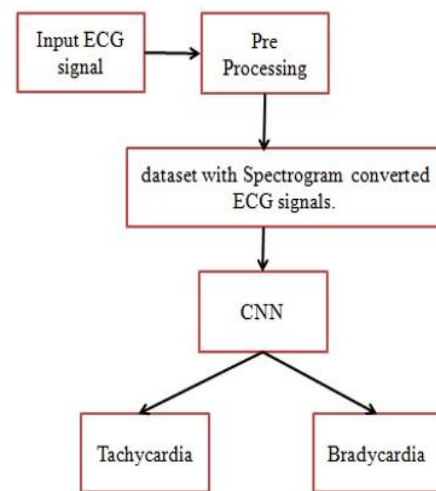 Input ECG
signal
Pre
Processing
dataset with Spectrogram converted
ECG signals.
CNN
Tachycardia
Bradycardia